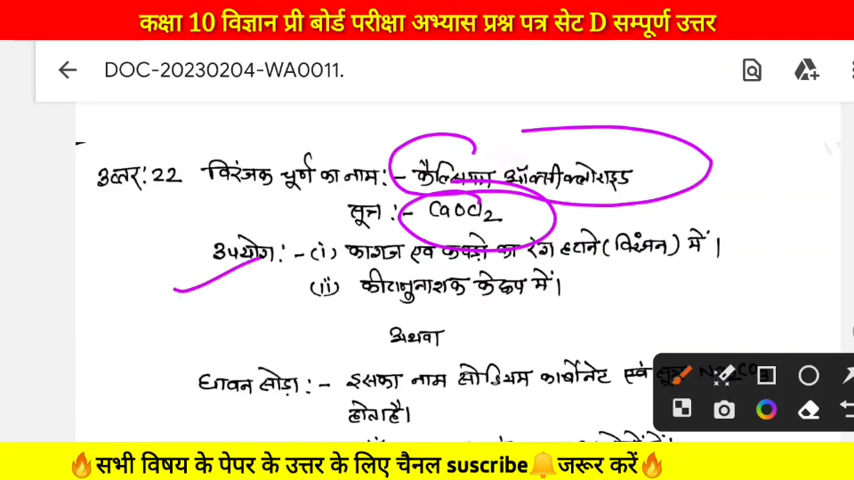 कक्षा 10 विज्ञान प्री बोर्ड परीक्षा अभ्यास प्रश्न पत्र सेट D सम्पूर्ण उत्तर
DOC-20230204-WA0011.
उत्तर:22 विरंजक चूर्ण का नाम:- कैल्सियम ऑक्सीक्लोराइड
सूत्र:- CaOCl2
उपयोग:- (i) कागज एवं कपड़ो का रंग हटाने (विरंजन) में।
(ii) कीटाणुनाशक के रूप में।
अथवा
धावन सोडा:- इसका नाम सोडियम कार्बोनेट एवं सूत्र Na2CO3
होता है।
🔥सभी विषय के पेपर के उत्तर के लिए चैनल suscribe🔔जरूर करें🔥